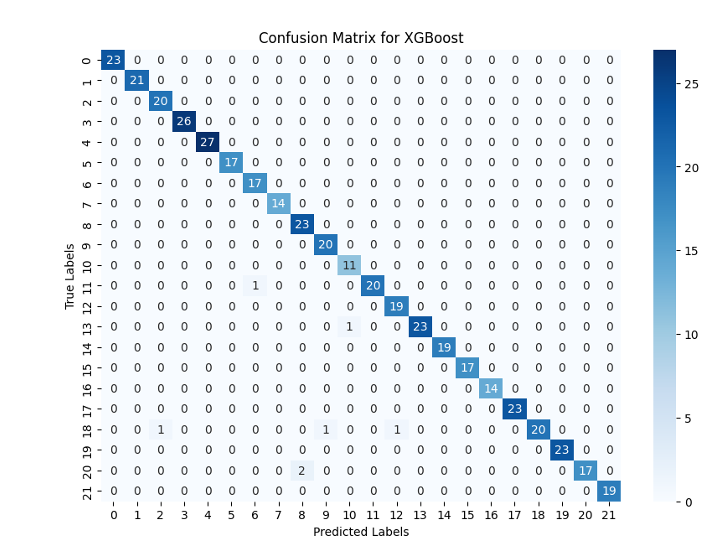 Confusion Matrix for XGBoost
0 23 0 0 0 0 0 0 0 0 0 0 0 0 0 0 0 0 0 0 0 0 0
1 0 21 0 0 0 0 0 0 0 0 0 0 0 0 0 0 0 0 0 0 0 0
2 0 0 20 0 0 0 0 0 0 0 0 0 0 0 0 0 0 0 0 0 0 0
3 0 0 0 26 0 0 0 0 0 0 0 0 0 0 0 0 0 0 0 0 0 0
4 0 0 0 0 27 0 0 0 0 0 0 0 0 0 0 0 0 0 0 0 0 0
5 0 0 0 0 0 17 0 0 0 0 0 0 0 0 0 0 0 0 0 0 0 0
6 0 0 0 0 0 0 17 0 0 0 0 0 0 0 0 0 0 0 0 0 0 0
7 0 0 0 0 0 0 0 14 0 0 0 0 0 0 0 0 0 0 0 0 0 0
8 0 0 0 0 0 0 0 0 23 0 0 0 0 0 0 0 0 0 0 0 0 0
9 0 0 0 0 0 0 0 0 0 20 0 0 0 0 0 0 0 0 0 0 0 0
10 0 0 0 0 0 0 0 0 0 0 11 0 0 0 0 0 0 0 0 0 0 0
11 0 0 0 0 0 0 1 0 0 0 0 20 0 0 0 0 0 0 0 0 0 0
12 0 0 0 0 0 0 0 0 0 0 0 0 19 0 0 0 0 0 0 0 0 0
13 0 0 0 0 0 0 0 0 0 0 1 0 0 23 0 0 0 0 0 0 0 0
14 0 0 0 0 0 0 0 0 0 0 0 0 0 0 19 0 0 0 0 0 0 0
15 0 0 0 0 0 0 0 0 0 0 0 0 0 0 0 17 0 0 0 0 0 0
16 0 0 0 0 0 0 0 0 0 0 0 0 0 0 0 0 14 0 0 0 0 0
17 0 0 0 0 0 0 0 0 0 0 0 0 0 0 0 0 0 23 0 0 0 0
18 0 0 1 0 0 0 0 0 0 1 0 0 1 0 0 0 0 0 20 0 0 0
19 0 0 0 0 0 0 0 0 0 0 0 0 0 0 0 0 0 0 0 23 0 0
20 0 0 0 0 0 0 0 0 2 0 0 0 0 0 0 0 0 0 0 0 17 0
21 0 0 0 0 0 0 0 0 0 0 0 0 0 0 0 0 0 0 0 0 0 19
0 1 2 3 4 5 6 7 8 9 10 11 12 13 14 15 16 17 18 19 20 21
Predicted Labels
True Labels
25
20
15
10
5
0